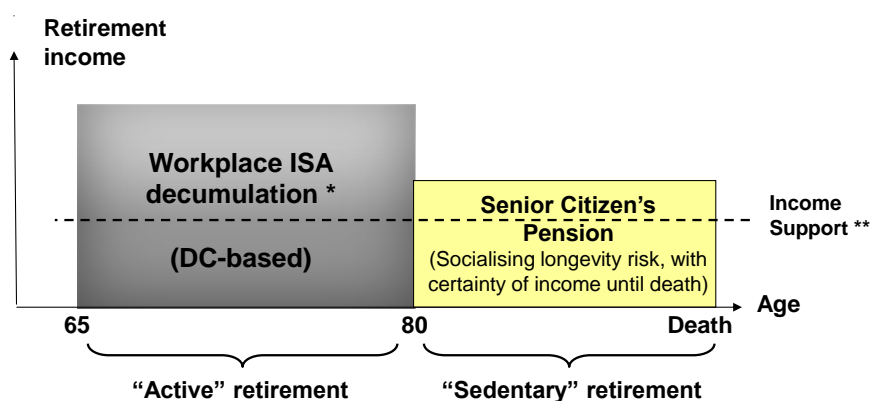 Retirement
income
Workplace ISA
decumulation *
(DC-based)
Senior Citizen’s
Pension
(Socialising longevity risk, with
certainty of income until death)
Income
Support **
Age
65
80
Death
“Active” retirement
“Sedentary” retirement